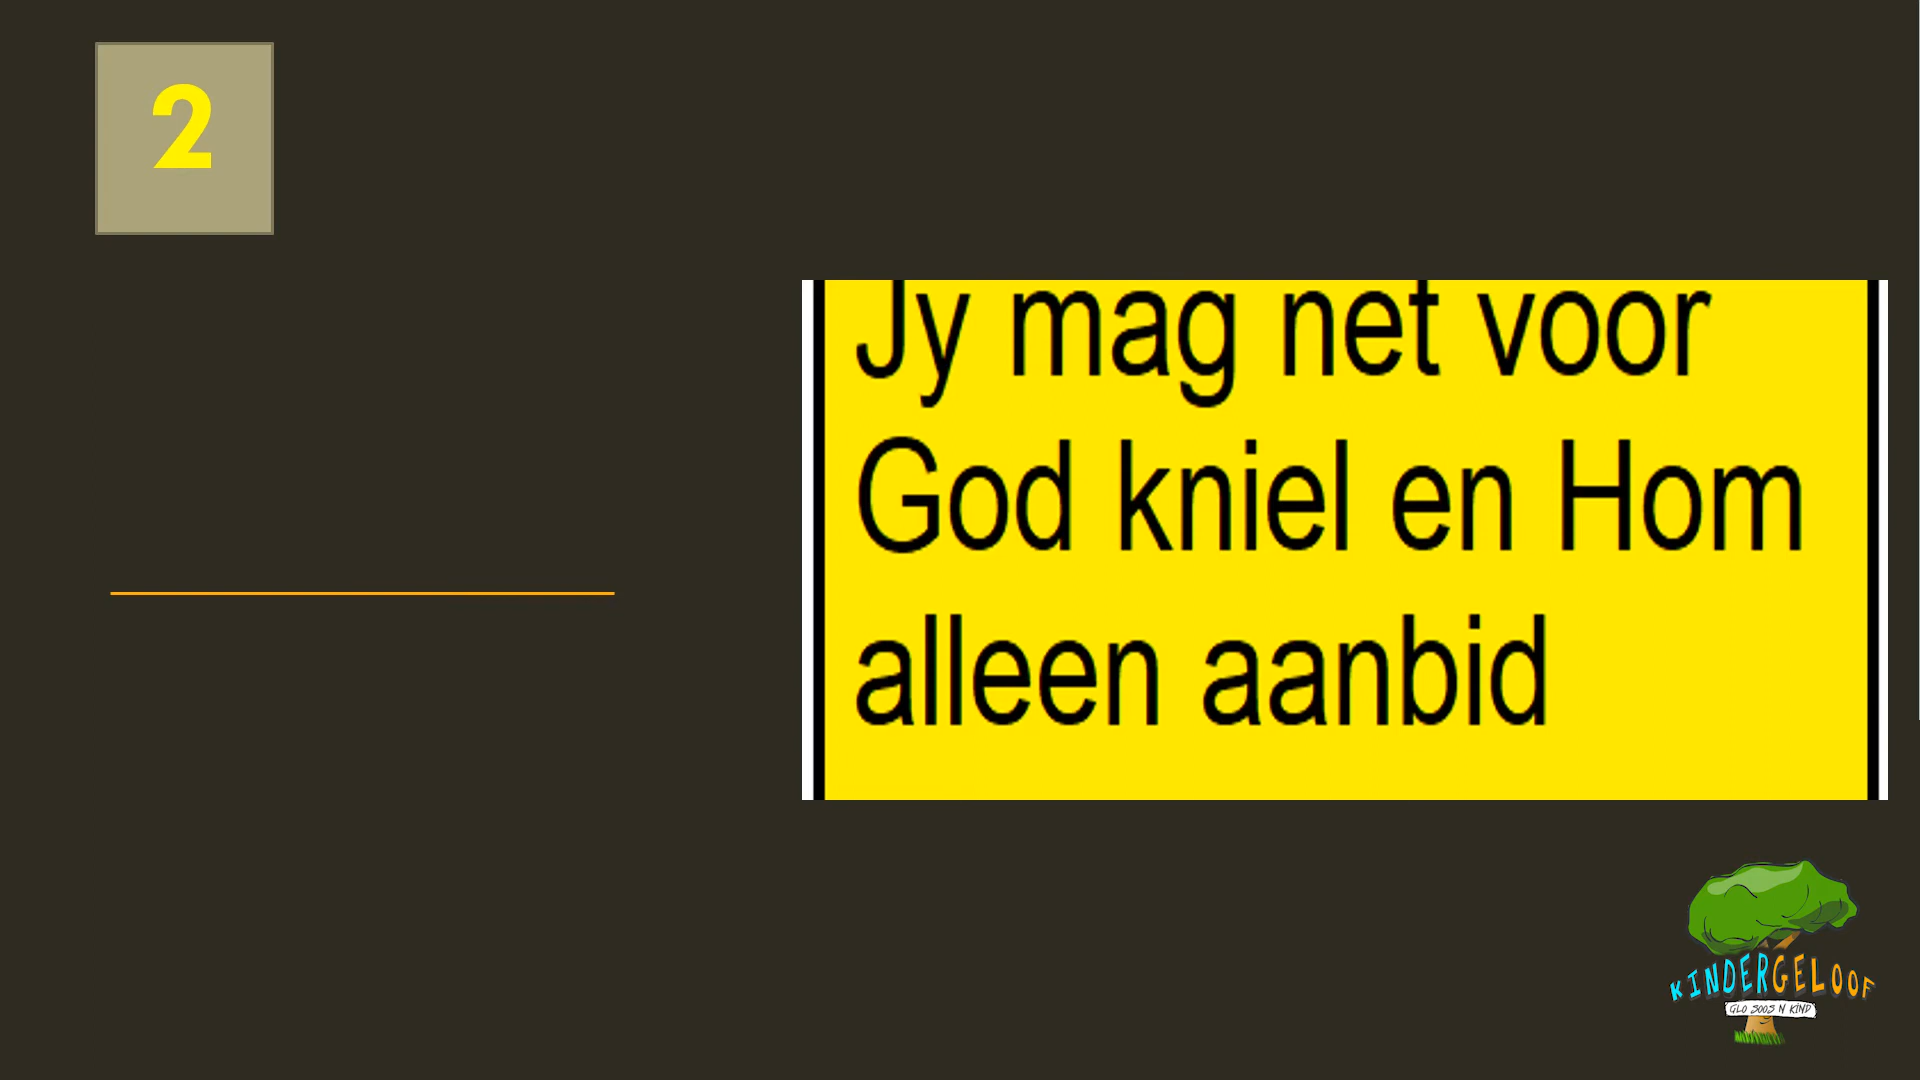 2
Jy mag net voor
God kniel en Hom
alleen aanbid
KINDERGELOOF
GLO SOOS N KIND